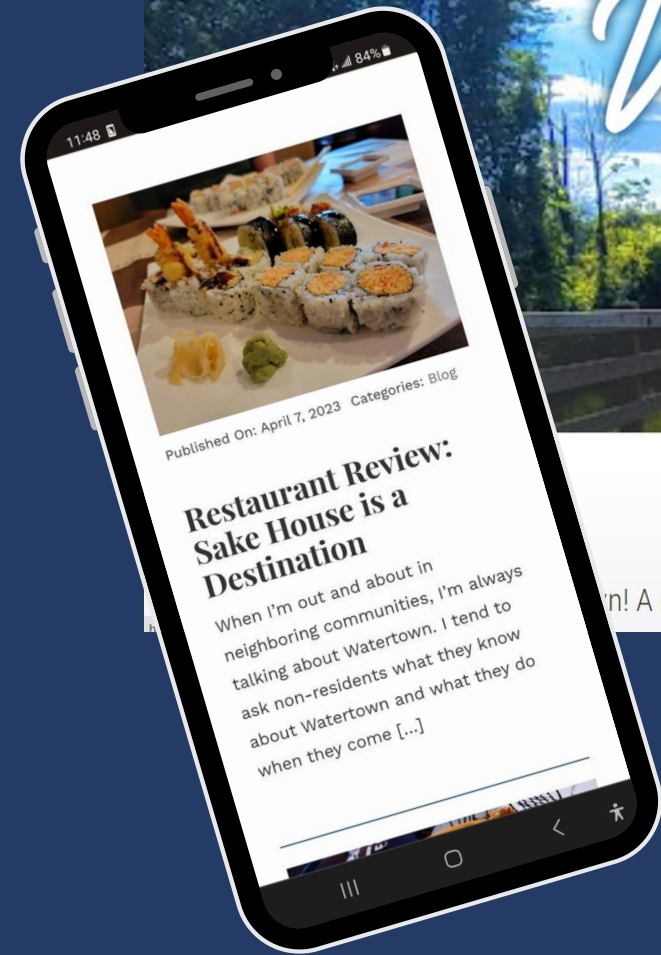 11:48
84%
Published On: April 7, 2023 Categories: Blog
Restaurant Review:
Sake House is a
Destination
When I'm out and about in
neighboring communities, I'm always
talking about Watertown. I tend to
ask non-residents what they know
about Watertown and what they do
when they come [...]
n! A